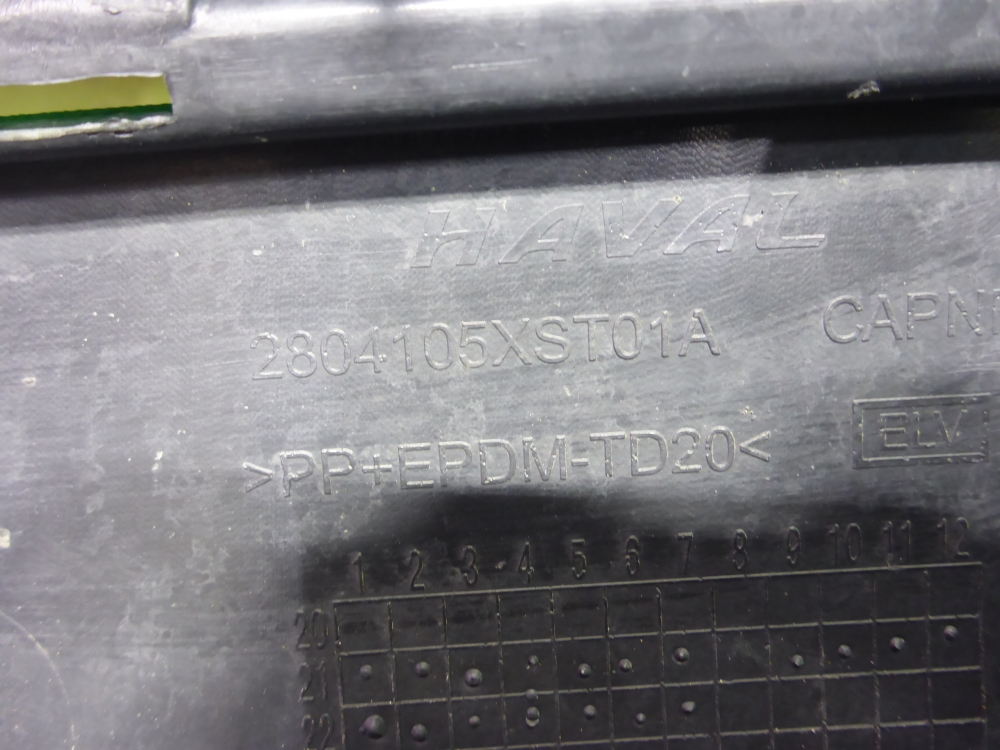 HAVAL
2804105XST01A
>PP+EPDM-TD20<
ELV
1 2 3 4 5 6 7 8 9 10 11 12
20
21
22